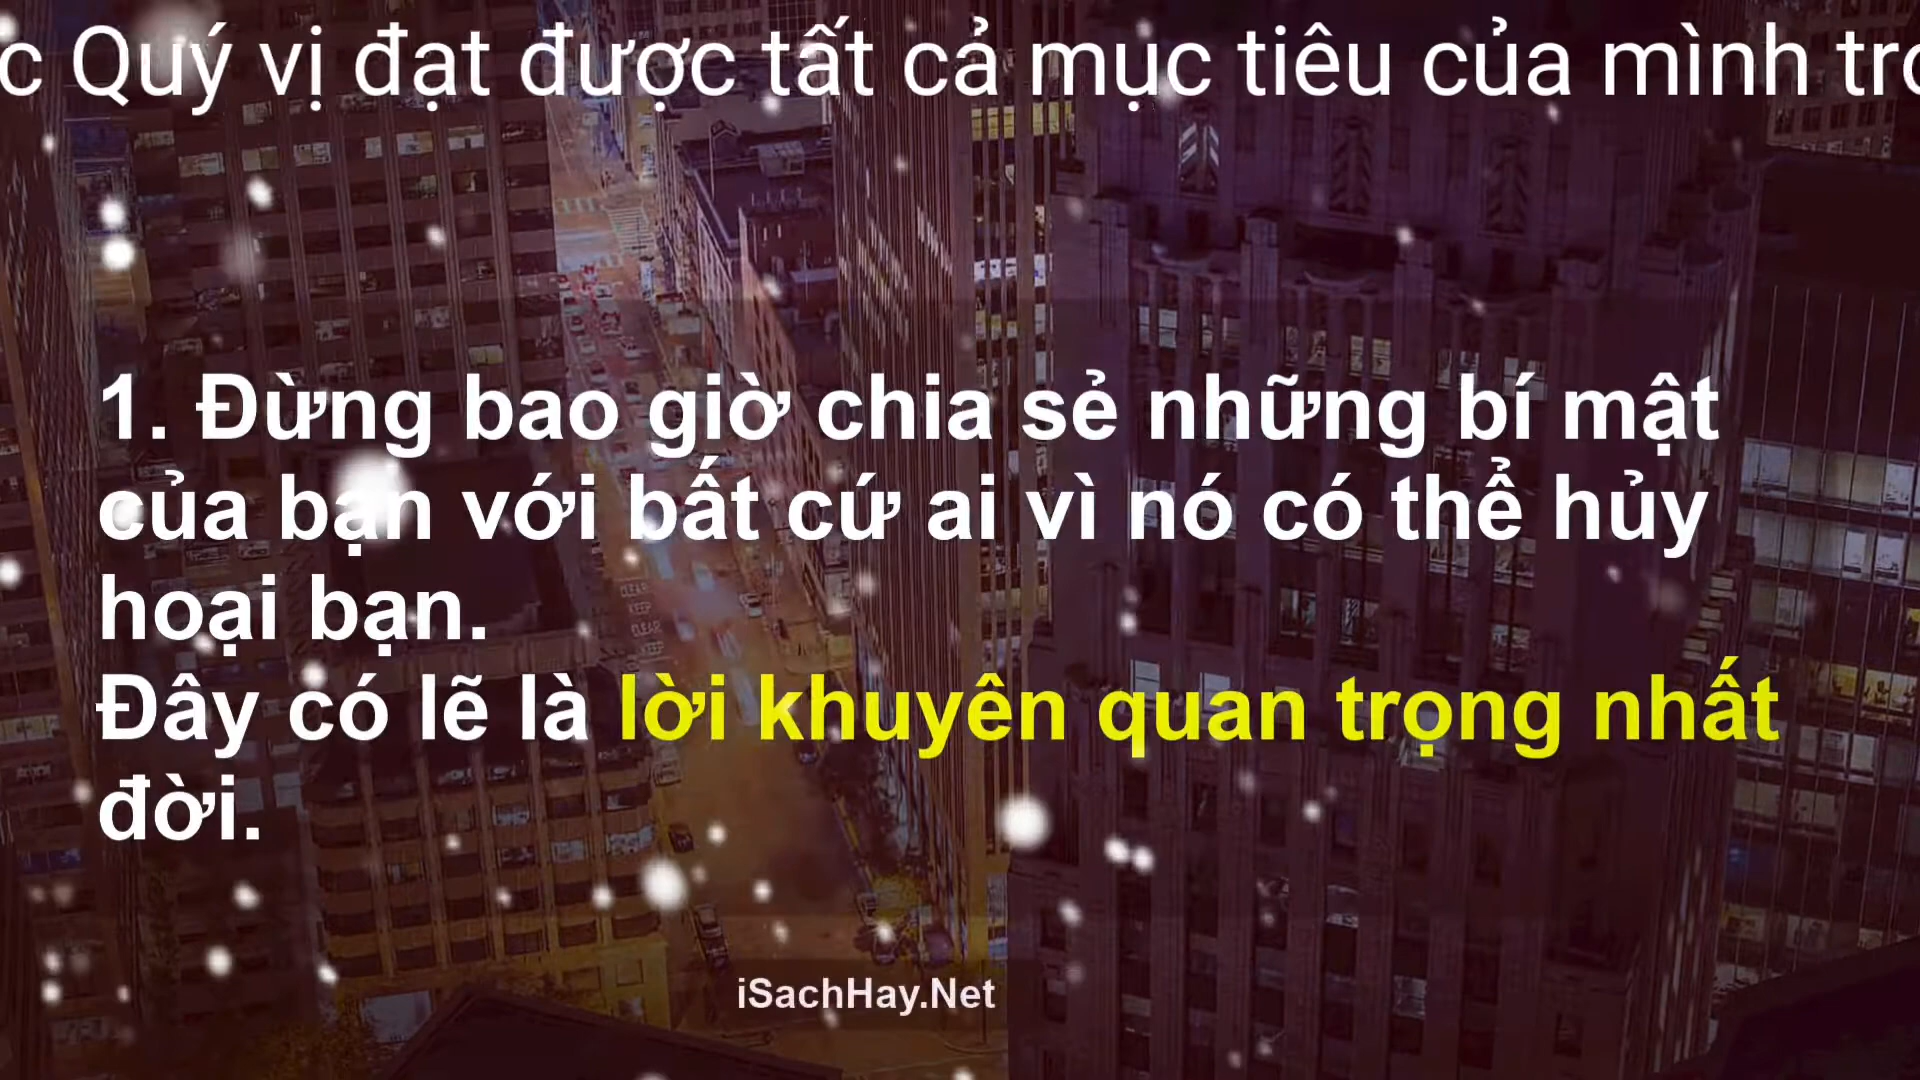 c Quý vị đạt được tất cả mục tiêu của mình
1. Đừng bao giờ chia sẻ những bí mật
của bạn với bất cứ ai vì nó có thể hủy
hoại bạn.
Đây có lẽ là lời khuyên quan trọng nhất
đời.
iSachHay.Net